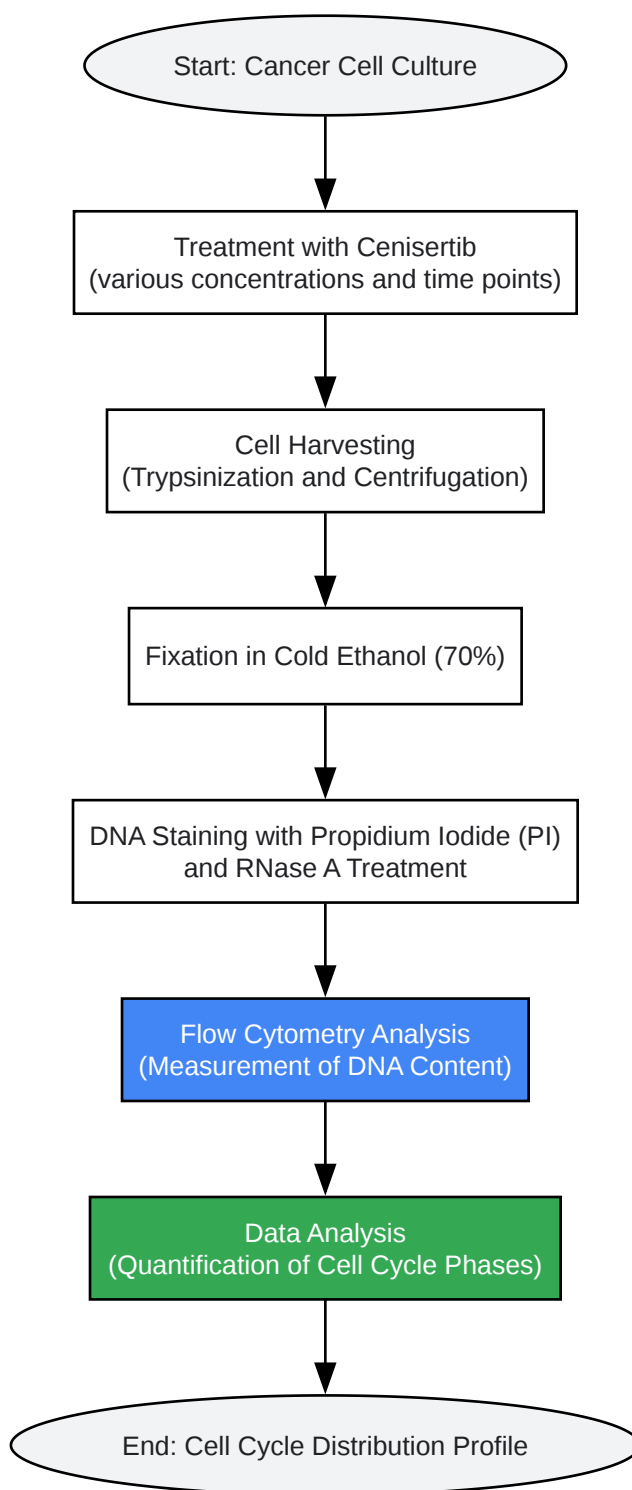 Start: Cancer Cell Culture
Treatment with Cenisertib
(various concentrations and time points)
Cell Harvesting
(Trypsinization and Centrifugation)
Fixation in Cold Ethanol (70%)
DNA Staining with Propidium Iodide (PI)
and RNase A Treatment
Flow Cytometry Analysis
(Measurement of DNA Content)
Data Analysis
(Quantification of Cell Cycle Phases)
End: Cell Cycle Distribution Profile